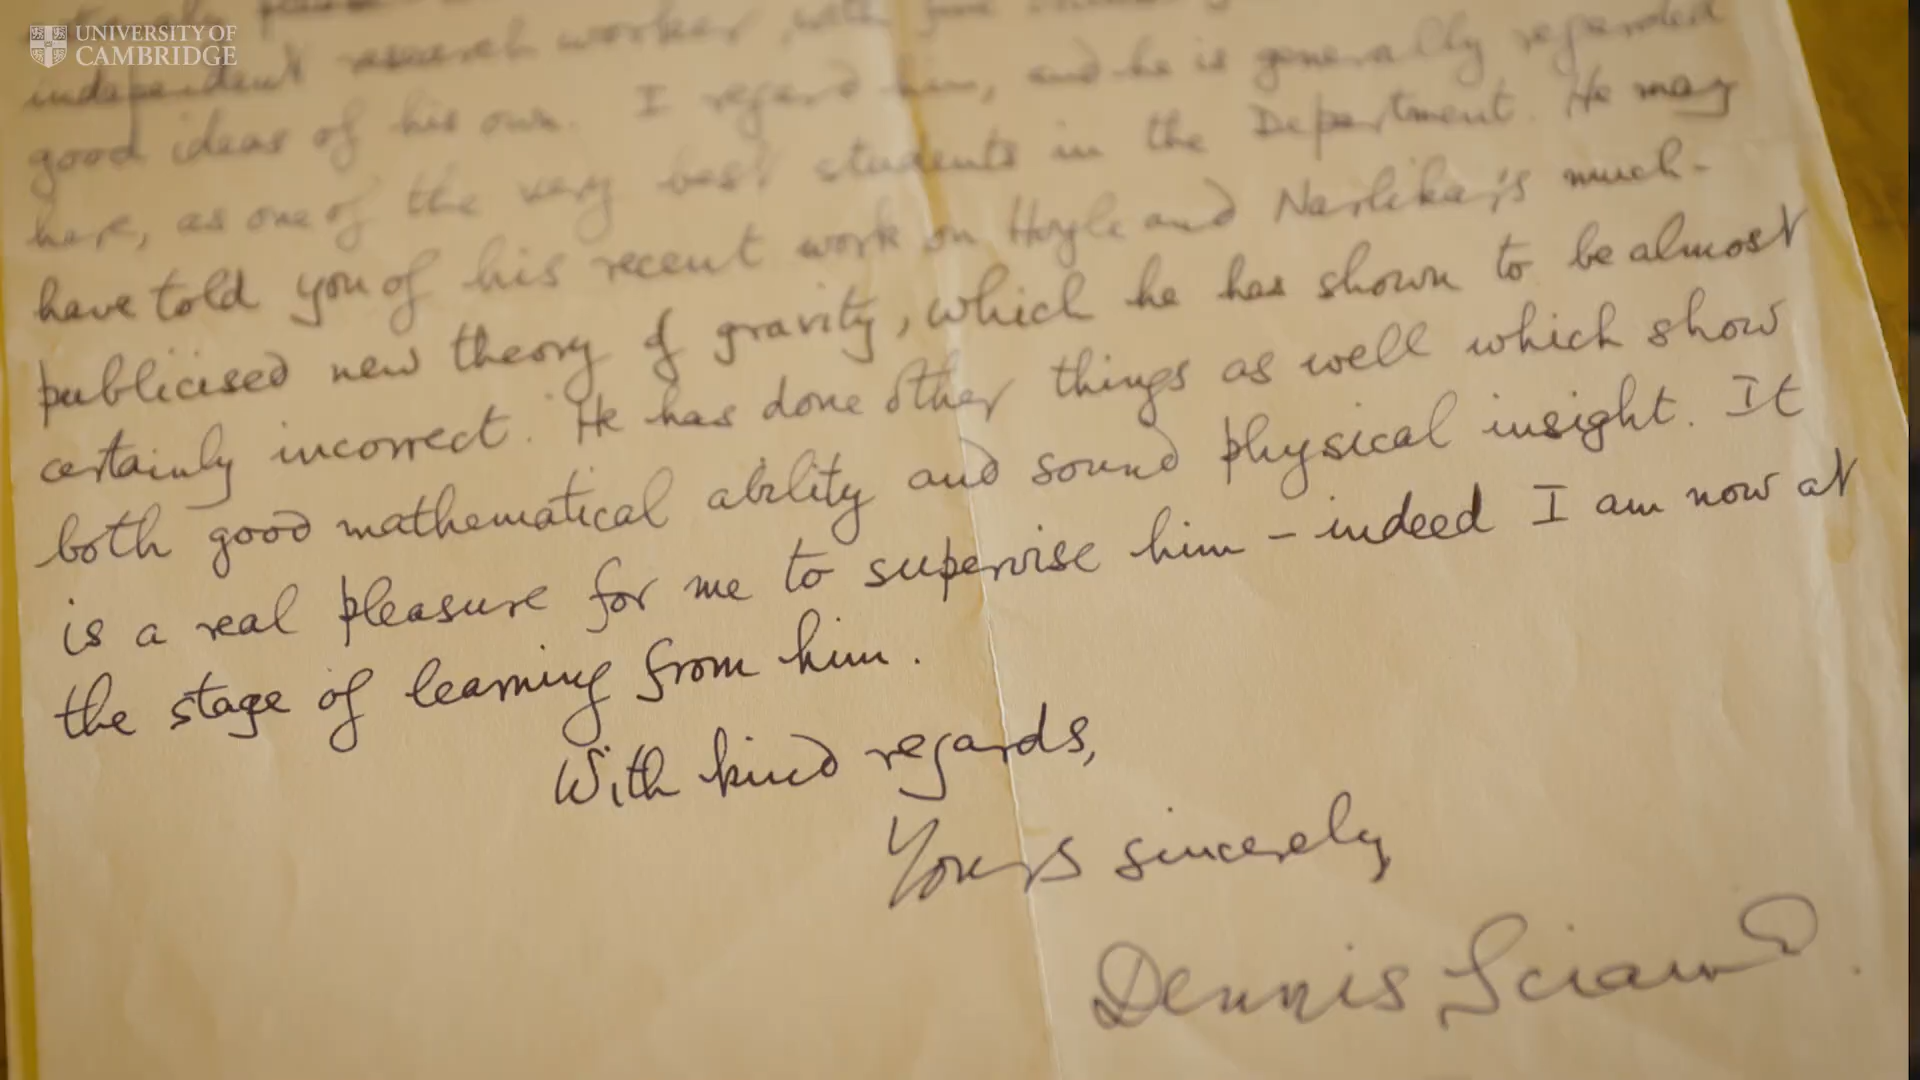 UNIVERSITY OF
CAMBRIDGE
independent research worker, with
good ideas of his own. I regard him, and he is generally regarded
here, as one of the very best students in the Department. He may
have told you of his recent work on Hoyle and Narlikar's much-
publicised new theory of gravity, which he has shown to be almost
certainly incorrect. He has done other things as well which show
both good mathematical ability and sound physical insight. It
is a real pleasure for me to supervise him – indeed I am now at
the stage of learning from him.
With kind regards,
Yours sincerely
Dennis Sciama